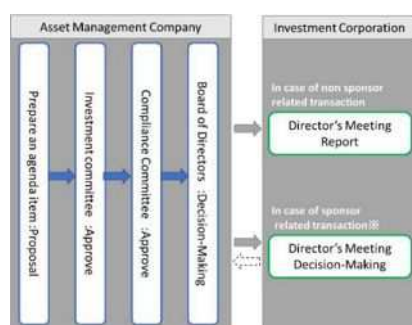 Asset Management Company
Investment Corporation
Prepare an agenda item :Proposal
Investment committee :Approve
Compliance Committee :Approve
Board of Directors :Decision-Making
In case of non sponsor
related transaction
Director's Meeting
Report
In case of sponsor
related transaction※
Director's Meeting
Decision-Making